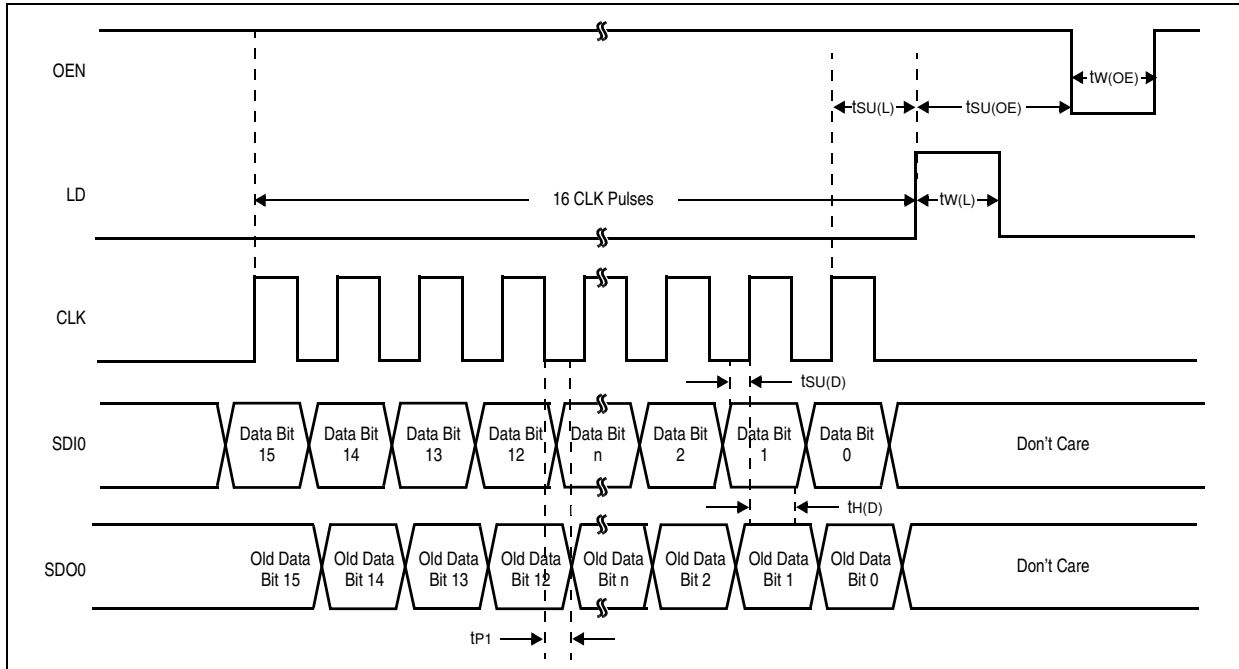 OEN
tW(OE)
tSU(L)
tSU(OE)
LD
16 CLK Pulses
tW(L)
CLK
tSU(D)
SDI0
Data Bit
15
Data Bit
14
Data Bit
13
Data Bit
12
Data Bit
n
Data Bit
2
Data Bit
1
Data Bit
0
Don't Care
tH(D)
SDO0
Old Data
Bit 15
Old Data
Bit 14
Old Data
Bit 13
Old Data
Bit 12
Old Data
Bit n
Old Data
Bit 2
Old Data
Bit 1
Old Data
Bit 0
Don't Care
tP1